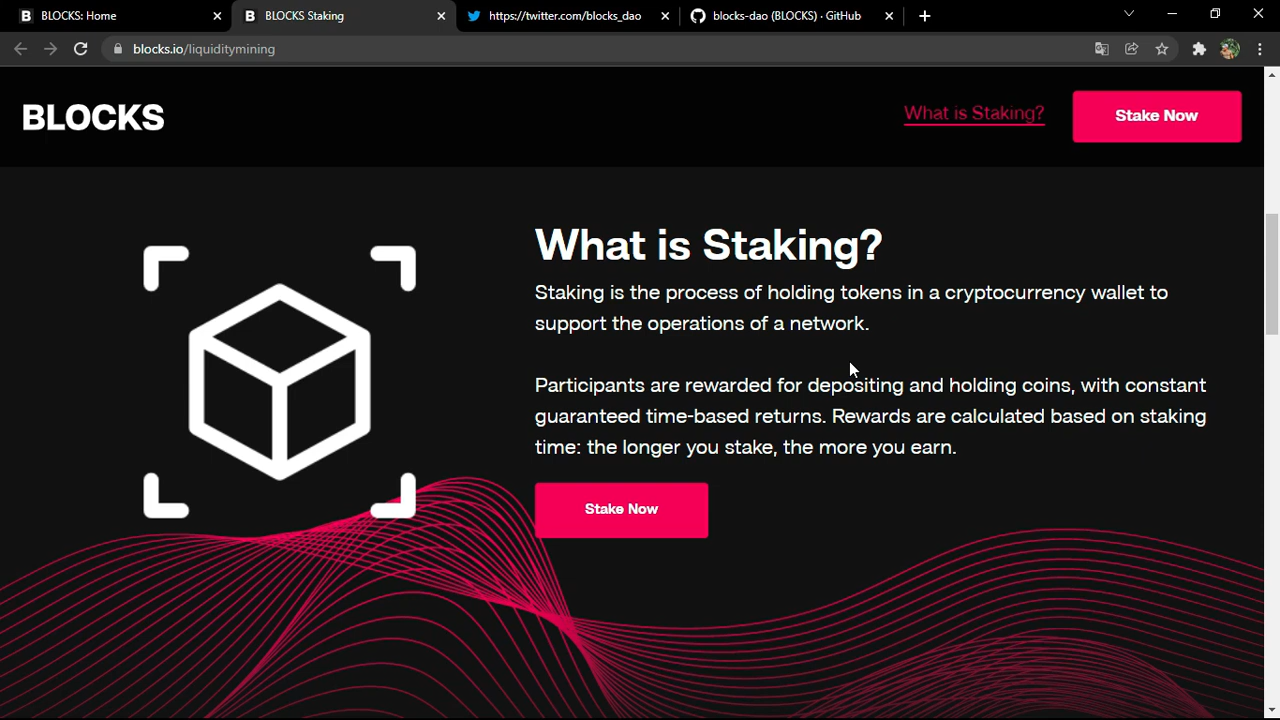 B BLOCKS: Home
B BLOCKS Staking
https://twitter.com/blocks_dao
blocks-dao (BLOCKS) · GitHub
blocks.io/liquiditymining
BLOCKS
What is Staking?
Stake Now
What is Staking?
Staking is the process of holding tokens in a cryptocurrency wallet to
support the operations of a network.
Participants are rewarded for depositing and holding coins, with constant
guaranteed time-based returns. Rewards are calculated based on staking
time: the longer you stake, the more you earn.
Stake Now